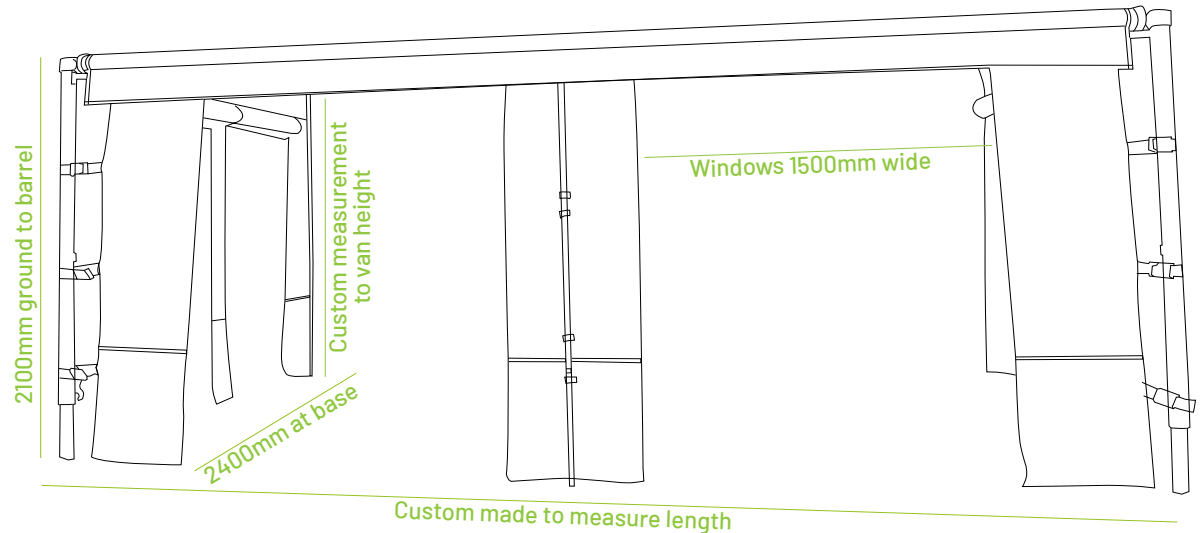 2100mm ground to barrel
Custom measurement
to van height
Windows 1500mm wide
2400mm at base
Custom made to measure length